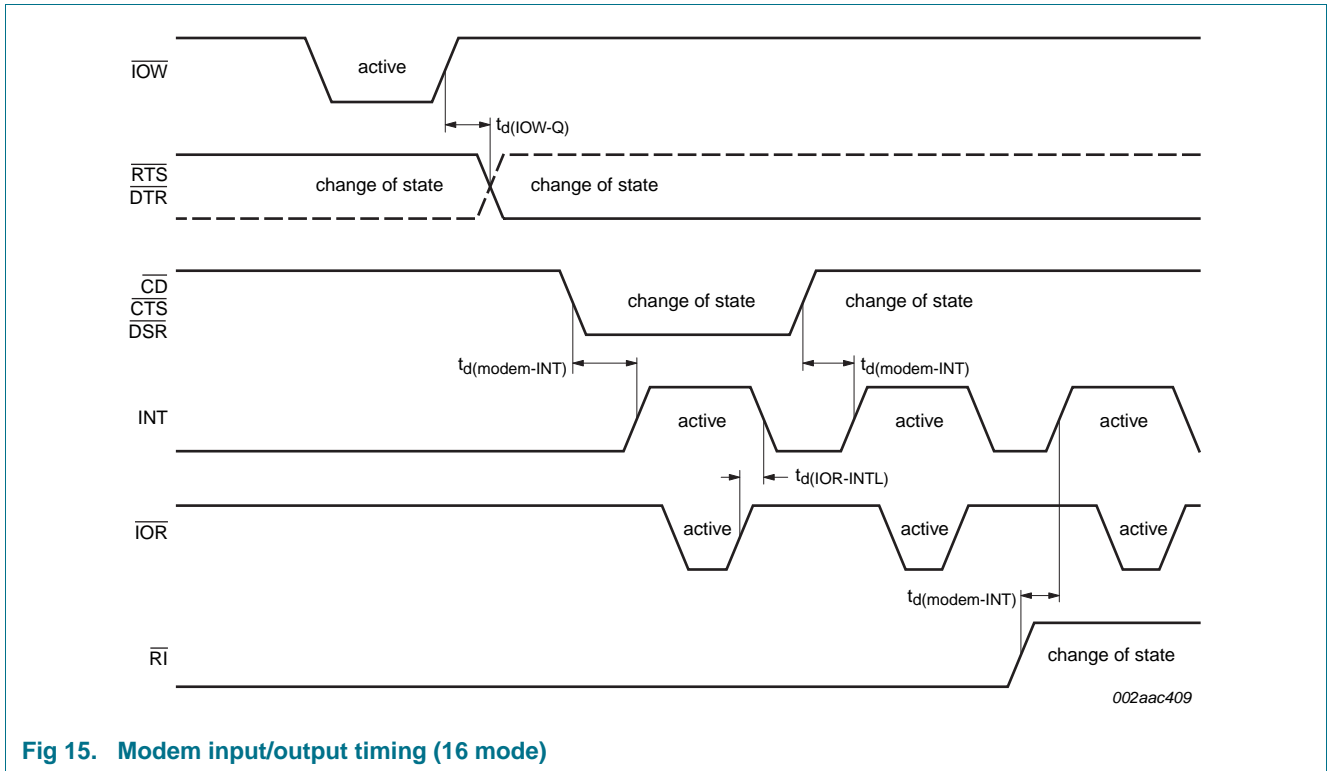 IOW
active
td(IOW-Q)
RTS
DTR
change of state change of state
CD
CTS
DSR
change of state change of state
td(modem-INT) td(modem-INT)
INT
active active active
td(IOR-INTL)
IOR
active active active
td(modem-INT)
RI
change of state
002aac409
Fig 15. Modem input/output timing (16 mode)